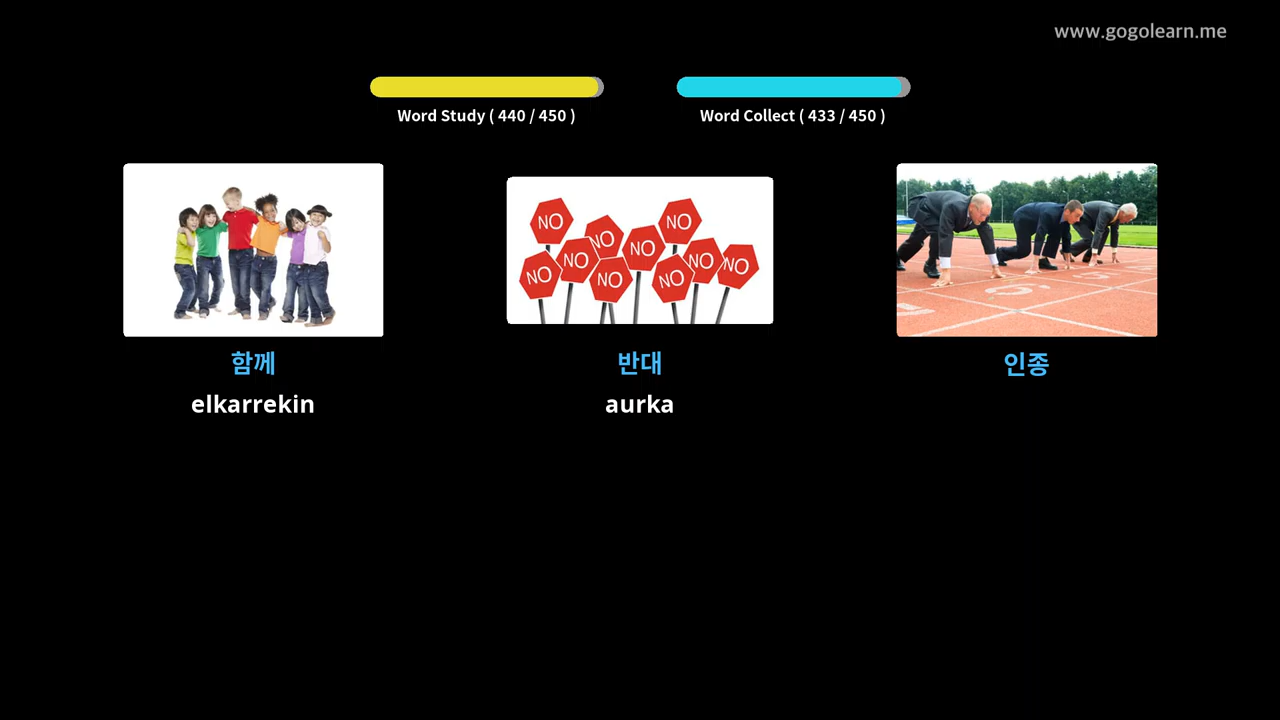 www.gogolearn.me
Word Study ( 440 / 450 )
Word Collect ( 433 / 450 )
NO NO NO NO NO NO NO NO NO NO
함께
반대
인종
elkarrekin
aurka